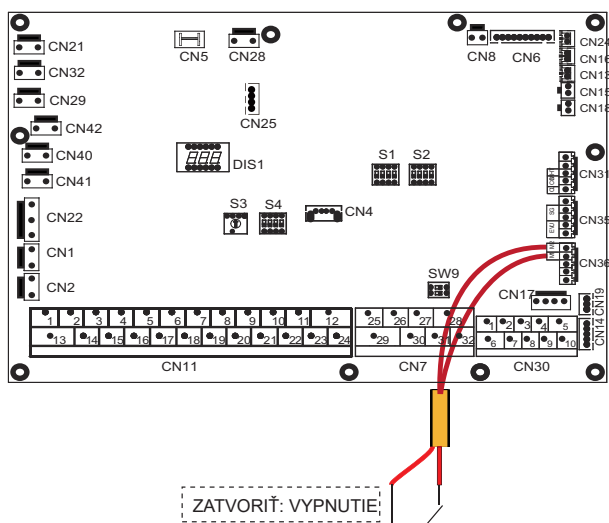 CN21
CN5
CN28
CN8
CN6
CN24
CN32
CN16
CN13
CN29
CN15
CN25
CN18
CN42
CN40
DIS1
S1 S2
CN41
CN31
S3 S4
CN4
CN22
SG
CN35
EVU
CN1
M1 M2
CN36
SW9
CN2
CN17
CN19
1 2 3 4 5 6 7 8 9 10 11 12
25 26 27 28
1 2 3 4 5
13 14 15 16 17 18 19 20 21 22 23 24
29 30 31 32
6 7 8 9 10
CN14
CN11
CN7
CN30
ZATVORIŤ: VYPNUTIE